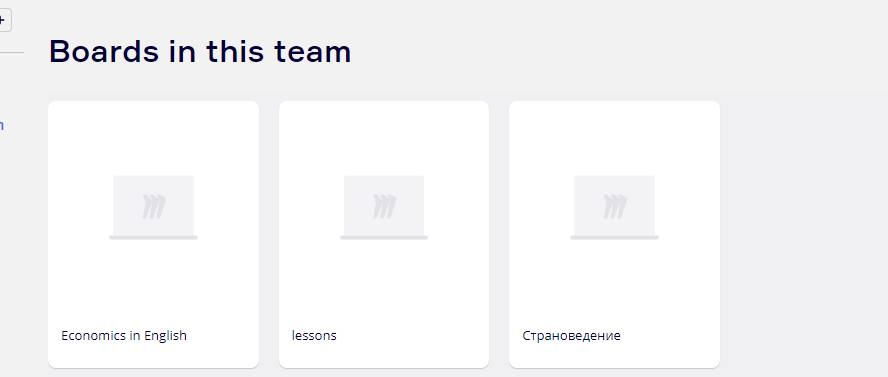 Boards in this team
Economics in English
lessons
Страноведение